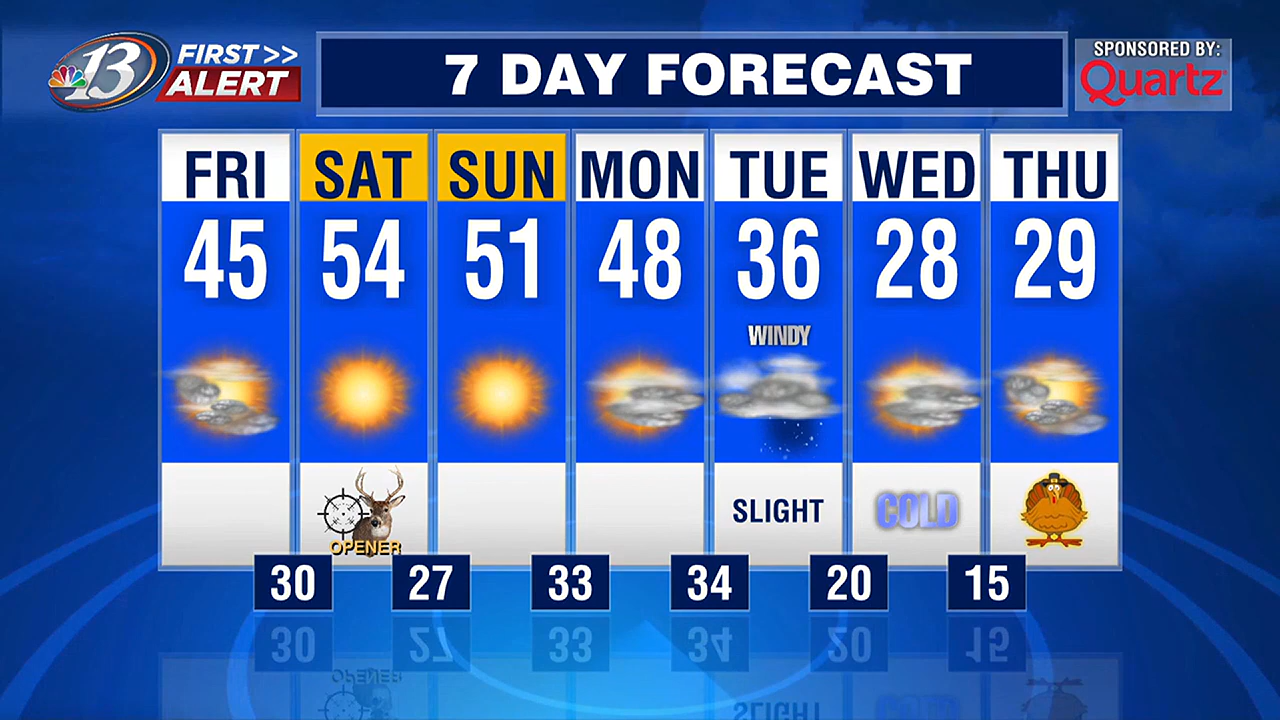 13
FIRST >>
ALERT
7 DAY FORECAST
SPONSORED BY:
Quartz
FRI SAT SUN MON TUE WED THU
45 54 51 48 36 28 29
WINDY
SLIGHT COLD
OPENER
30 27 33 34 20 15